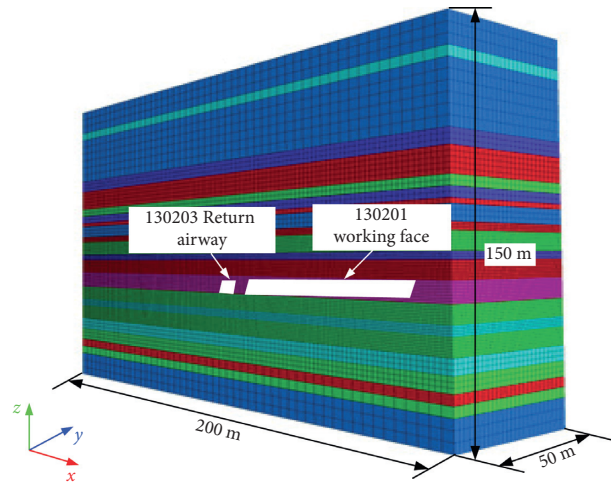 130203 Return
airway
130201
working face
150 m
200 m
50 m
z
y
x